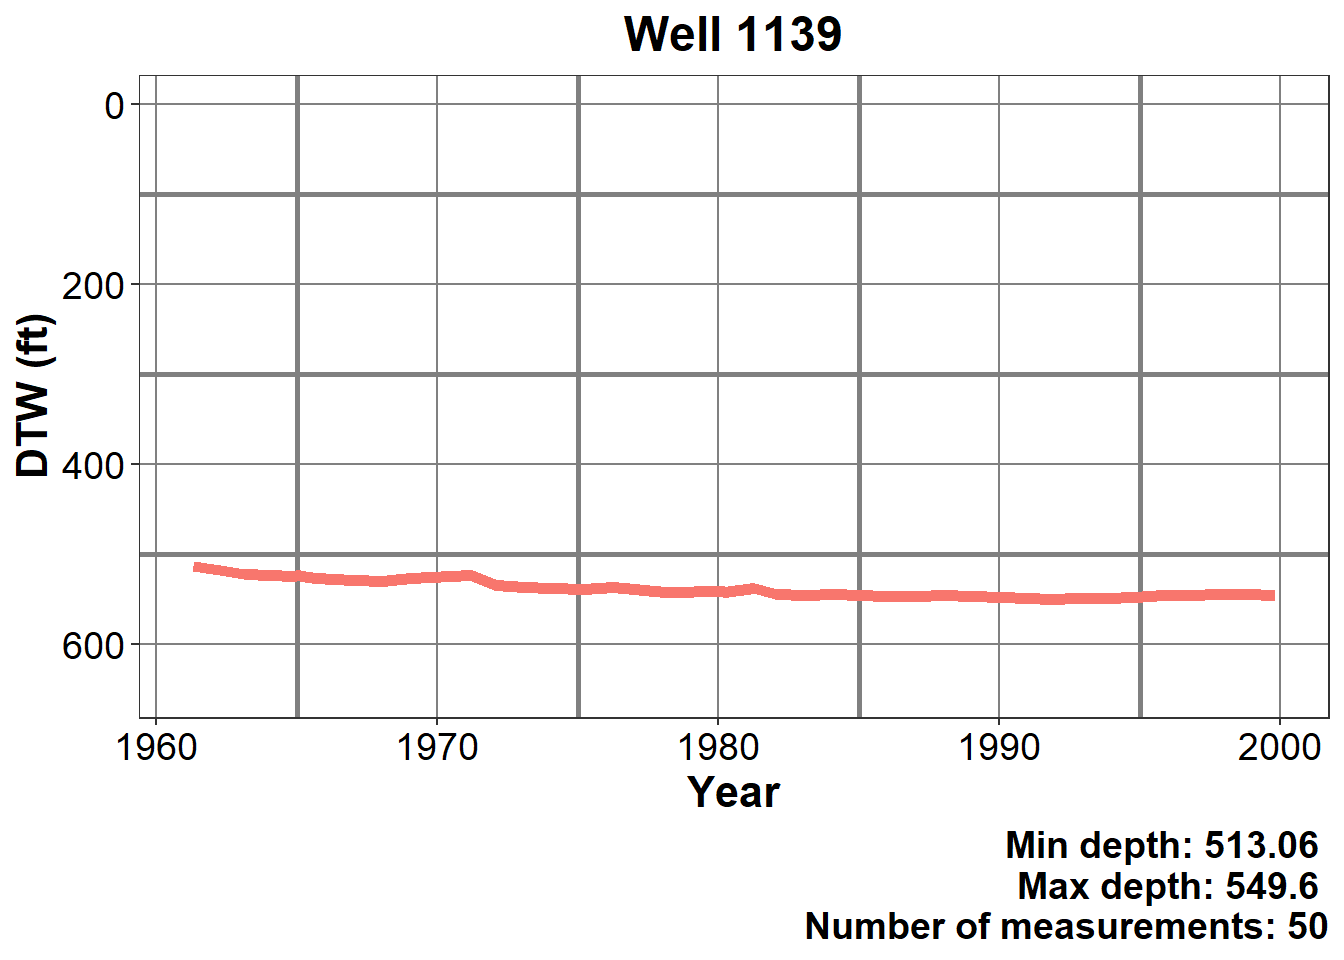 Well 1139
DTW (ft)
0
200
400
600
1960 1970 1980 1990 2000
Year
Min depth: 513.06
Max depth: 549.6
Number of measurements: 50